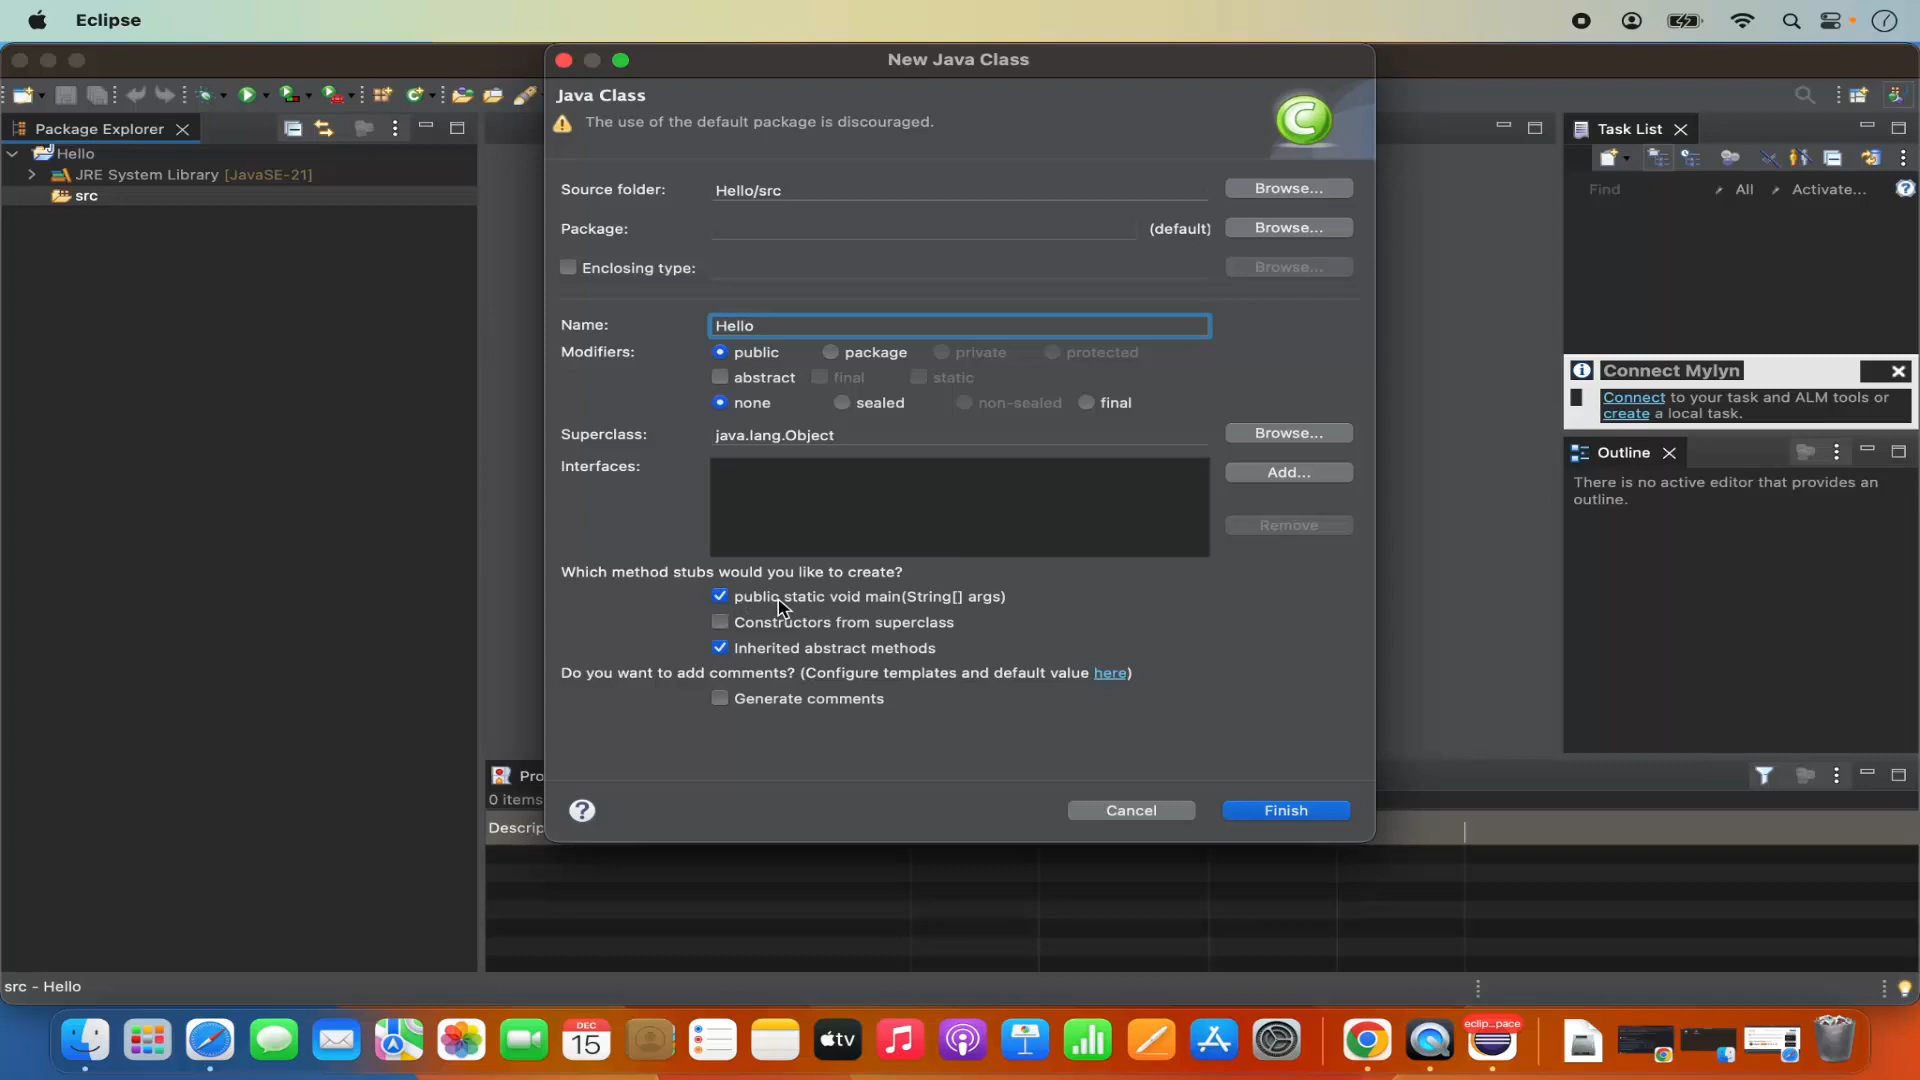 Eclipse
New Java Class
Java Class
The use of the default package is discouraged.
Package Explorer
Hello
JRE System Library [JavaSE-21]
src
Source folder:
Hello/src
Browse...
Package:
(default)
Browse...
Enclosing type:
Browse...
Name:
Hello
Modifiers:
public
package
private
protected
abstract
final
static
none
sealed
non-sealed
final
Superclass:
java.lang.Object
Browse...
Interfaces:
Add...
Remove
Which method stubs would you like to create?
public static void main(String[] args)
Constructors from superclass
Inherited abstract methods
Do you want to add comments? (Configure templates and default value here)
Generate comments
Cancel
Finish
Task List
Find
All
Activate...
Connect Mylyn
Connect to your task and ALM tools or
create a local task.
Outline
There is no active editor that provides an
outline.
Pro
0 items
Descrip
src - Hello
DEC
15
tv
eclip...pace